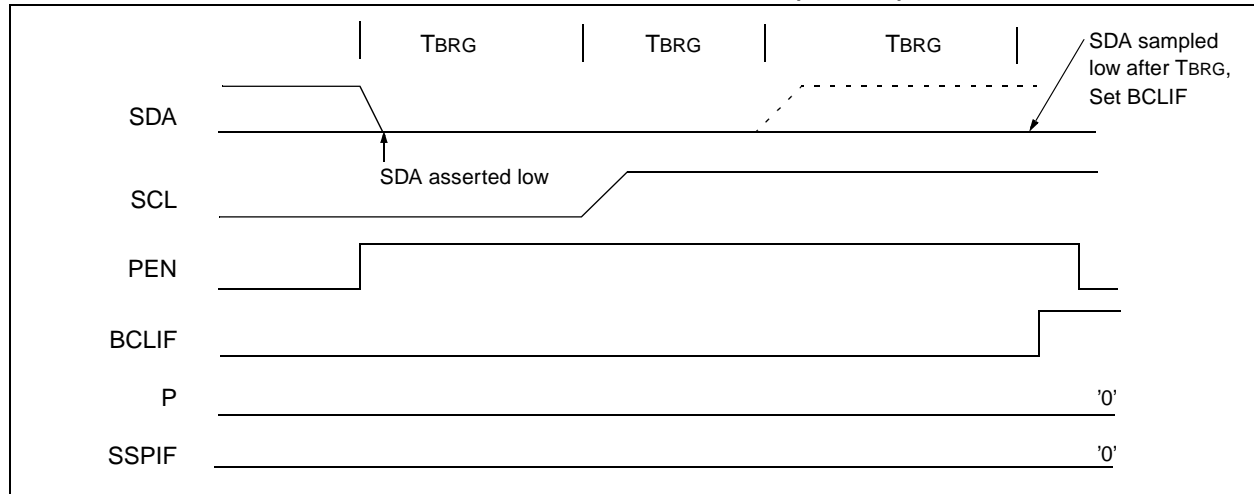 TBRG TBRG TBRG
SDA sampled
low after TBRG,
Set BCLIF
SDA
SDA asserted low
SCL
PEN
BCLIF
P '0'
SSPIF '0'